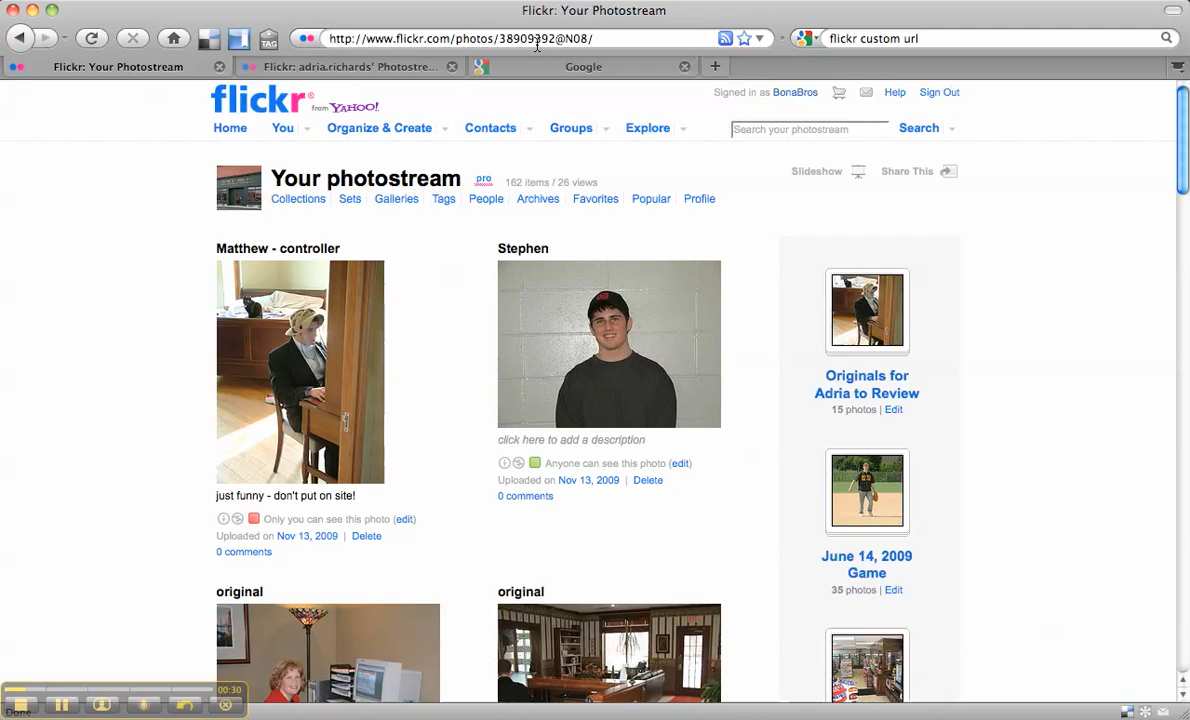 Flickr: Your Photostream
TAG
http://www.flickr.com/photos/38909392@N08/
flickr custom url
Flickr: Your Photostream
Flickr: adria.richards' Photostre...
Google
flickr® from YAHOO!
Signed in as BonaBros Help Sign Out
Home You Organize & Create Contacts Groups Explore
Search your photostream
Search
Your photostream pro 162 items / 26 views
Slideshow Share This
Collections Sets Galleries Tags People Archives Favorites Popular Profile
Matthew - controller
Stephen
Originals for
Adria to Review
15 photos | Edit
click here to add a description
Anyone can see this photo (edit)
Uploaded on Nov 13, 2009 | Delete
0 comments
just funny - don't put on site!
Only you can see this photo (edit)
Uploaded on Nov 13, 2009 | Delete
0 comments
June 14, 2009
Game
35 photos | Edit
original
original
00:30
Done